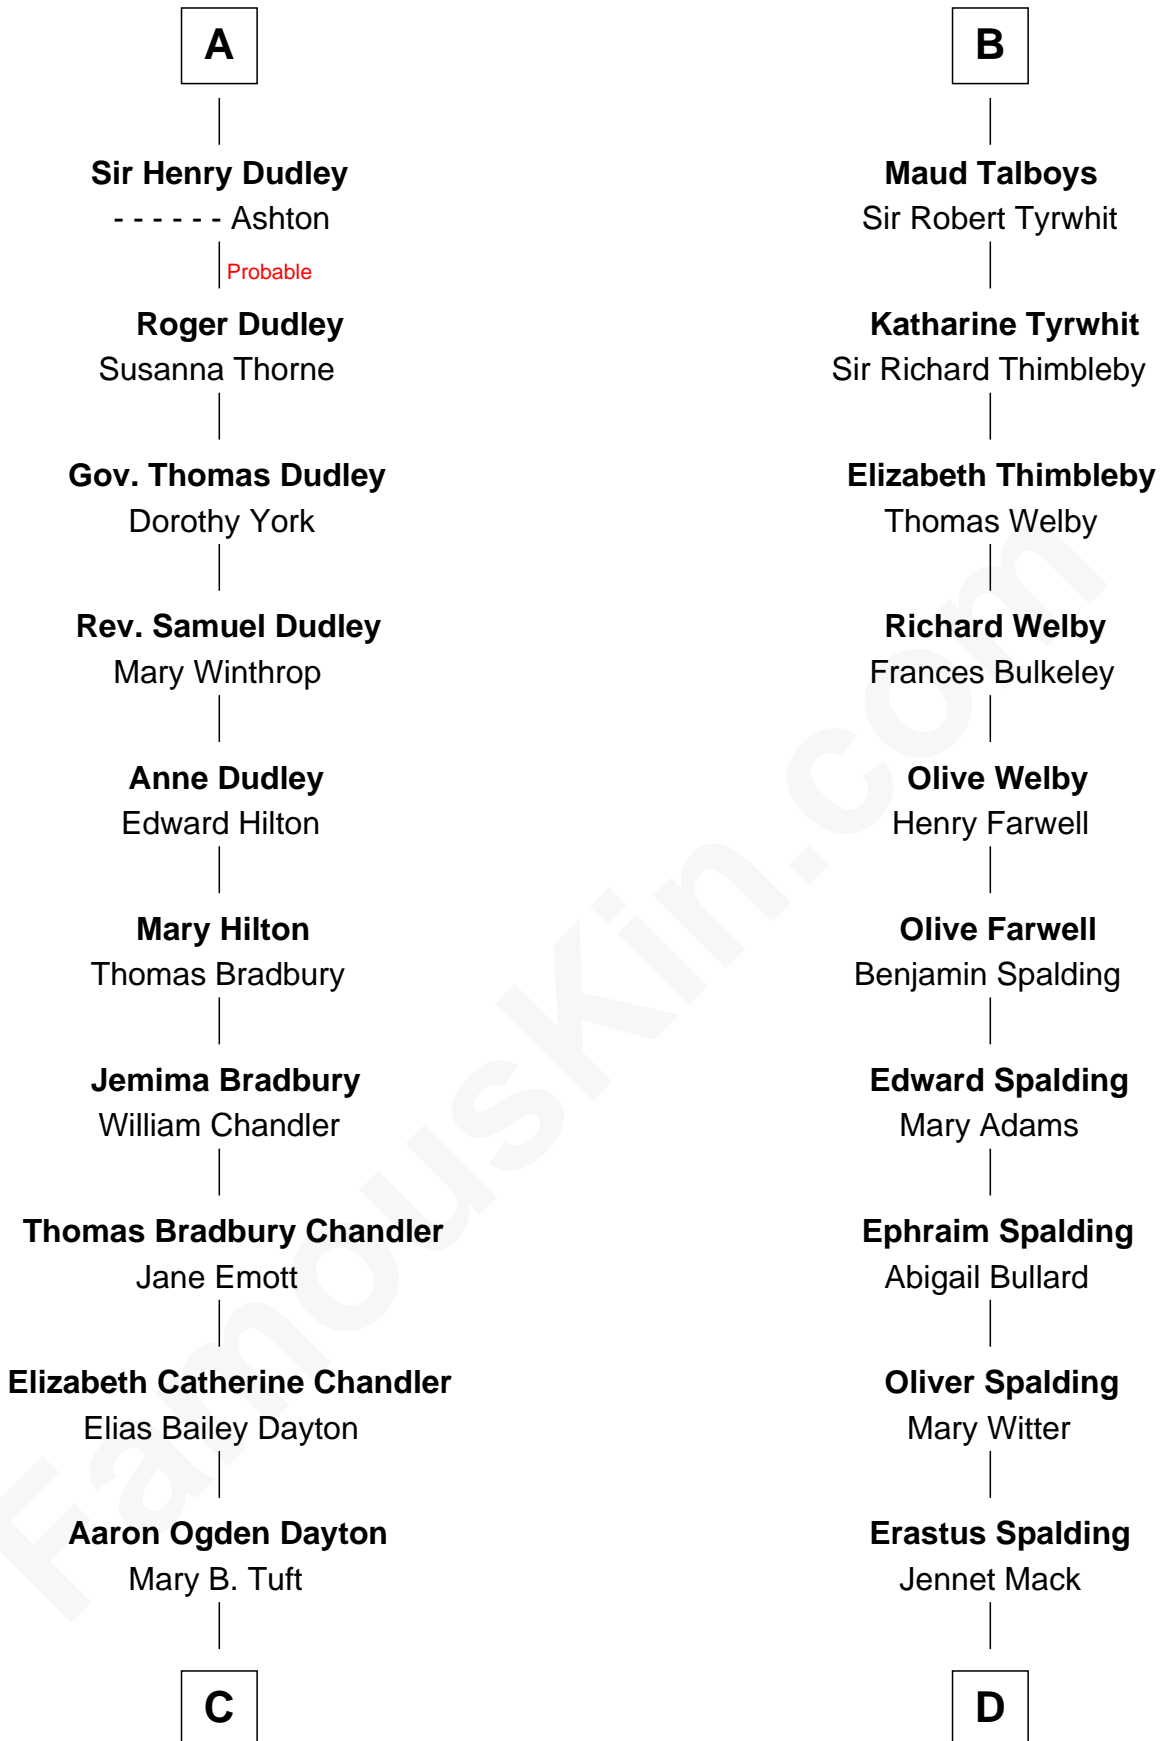 A
Sir Henry Dudley
- - - - - - Ashton
Probable
Roger Dudley
Susanna Thorne
Gov. Thomas Dudley
Dorothy York
Rev. Samuel Dudley
Mary Winthrop
Anne Dudley
Edward Hilton
Mary Hilton
Thomas Bradbury
Jemima Bradbury
William Chandler
Thomas Bradbury Chandler
Jane Emott
Elizabeth Catherine Chandler
Elias Bailey Dayton
Aaron Ogden Dayton
Mary B. Tuft
C
B
Maud Talboys
Sir Robert Tyrwhit
Katharine Tyrwhit
Sir Richard Thimbleby
Elizabeth Thimbleby
Thomas Welby
Richard Welby
Frances Bulkeley
Olive Welby
Henry Farwell
Olive Farwell
Benjamin Spalding
Edward Spalding
Mary Adams
Ephraim Spalding
Abigail Bullard
Oliver Spalding
Mary Witter
Erastus Spalding
Jennet Mack
D
FamousKin.com